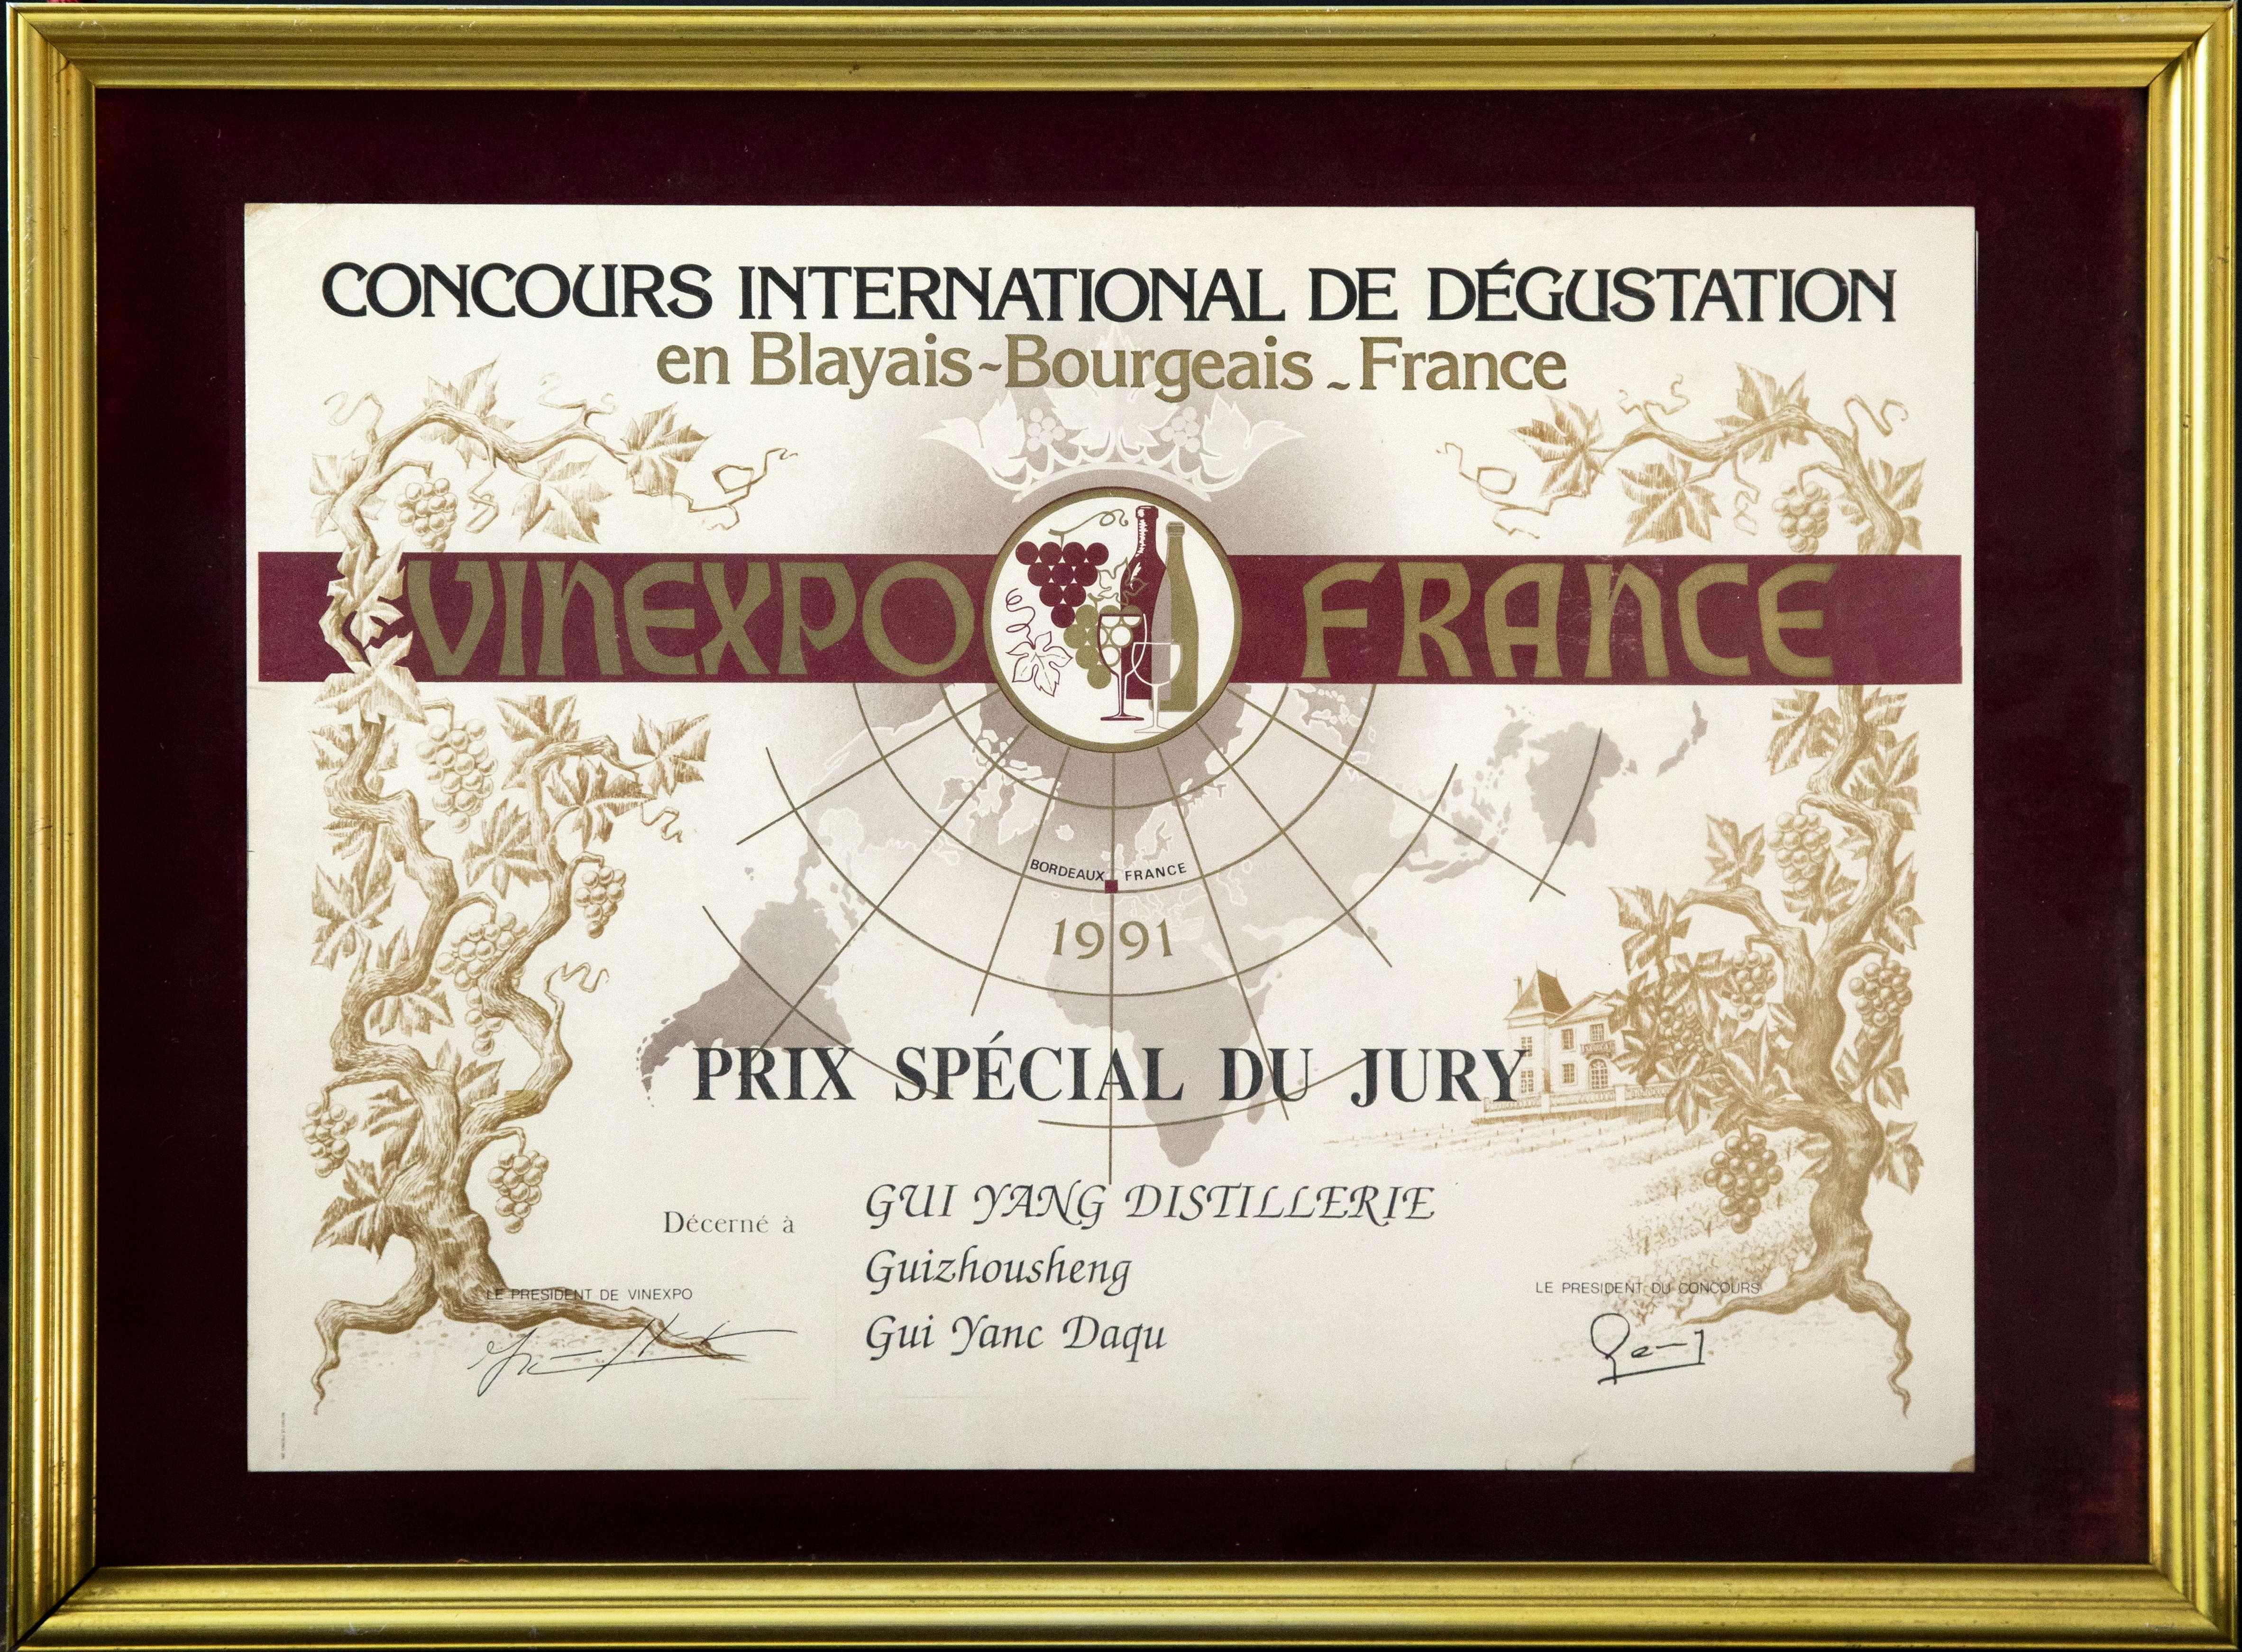 CONCOURS INTERNATIONAL DE DÉGUSTATION
en Blayais~Bourgeais~France
VINEXPO FRANCE
BORDEAUX FRANCE
1991
PRIX SPÉCIAL DU JURY
Décerné à
GUI YANG DISTILLERIE
Guizhousheng
Gui Yanc Daqu
LE PRESIDENT DE VINEXPO
LE PRESIDENT DU CONCOURS